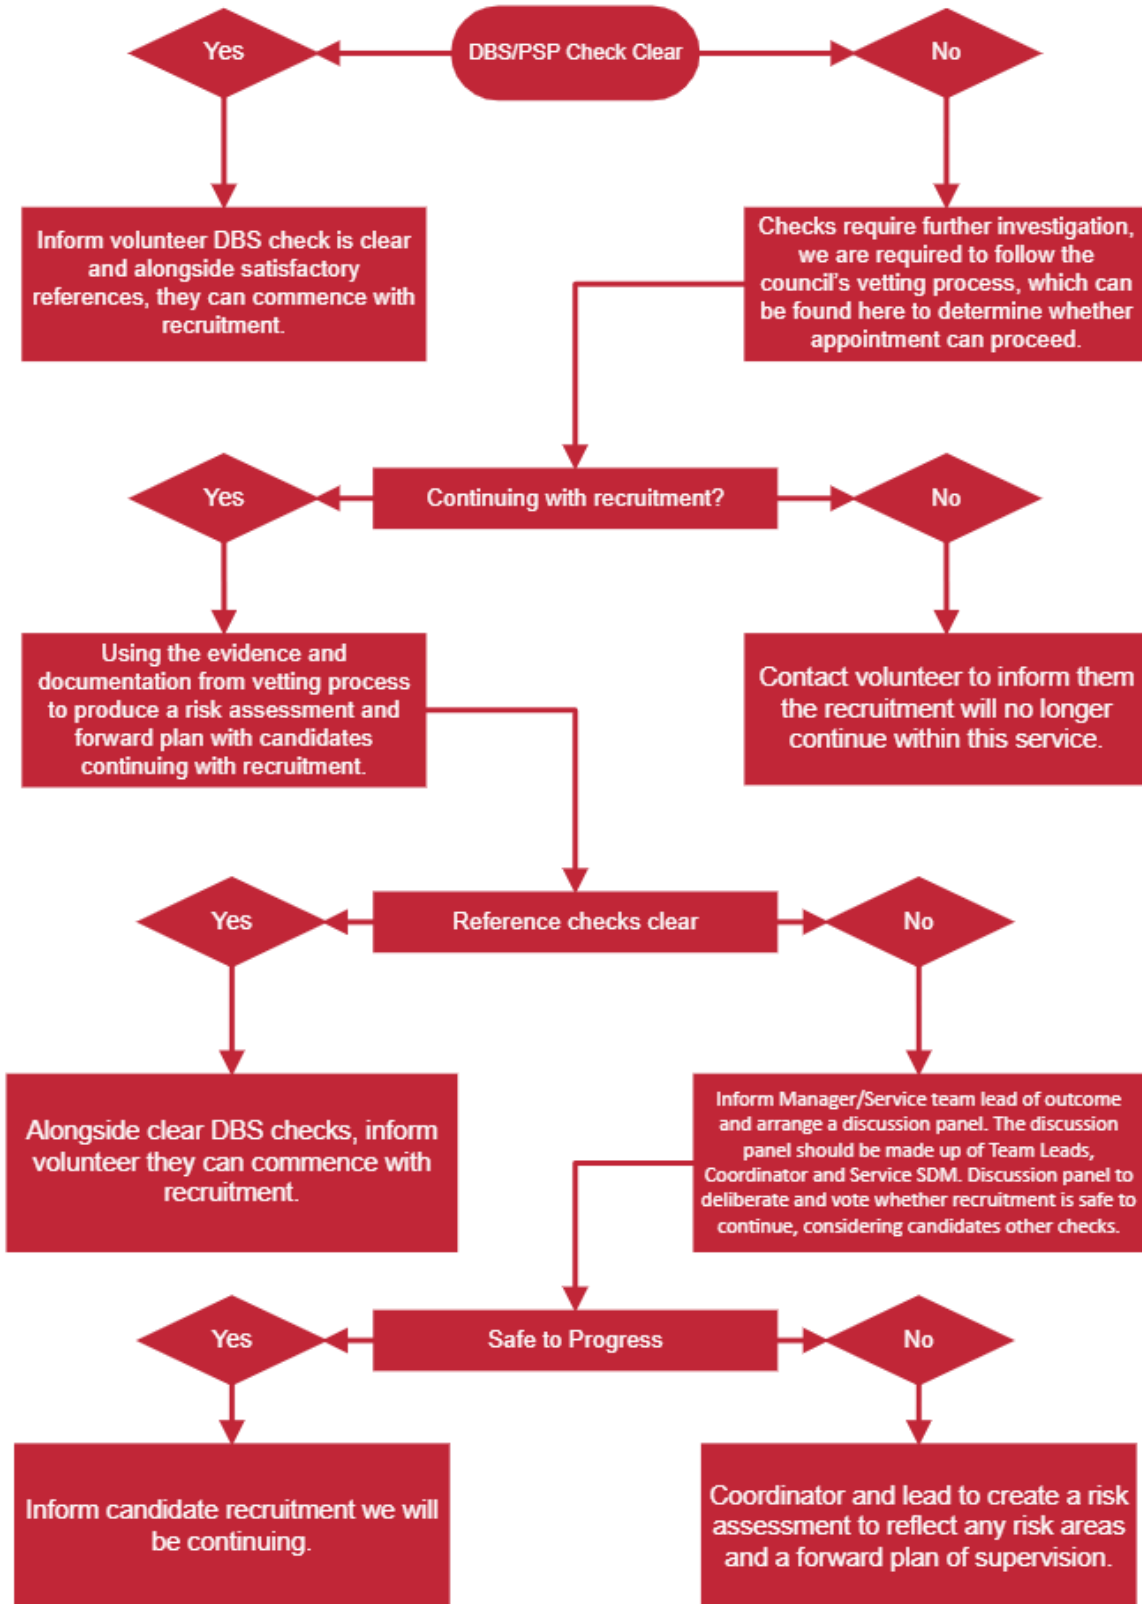 Yes
DBS/PSP Check Clear
No
Inform volunteer DBS check is clear
and alongside satisfactory
references, they can commence with
recruitment.
Checks require further investigation,
we are required to follow the
council's vetting process, which can
be found here to determine whether
appointment can proceed.
Yes
Continuing with recruitment?
No
Using the evidence and
documentation from vetting process
to produce a risk assessment and
forward plan with candidates
continuing with recruitment.
Contact volunteer to inform them
the recruitment will no longer
continue within this service.
Yes
Reference checks clear
No
Alongside clear DBS checks, inform
volunteer they can commence with
recruitment.
Inform Manager/Service team lead of outcome
and arrange a discussion panel. The discussion
panel should be made up of Team Leads,
Coordinator and Service SDM. Discussion panel to
deliberate and vote whether recruitment is safe to
continue, considering candidates other checks.
Yes
Safe to Progress
No
Inform candidate recruitment we will
be continuing.
Coordinator and lead to create a risk
assessment to reflect any risk areas
and a forward plan of supervision.